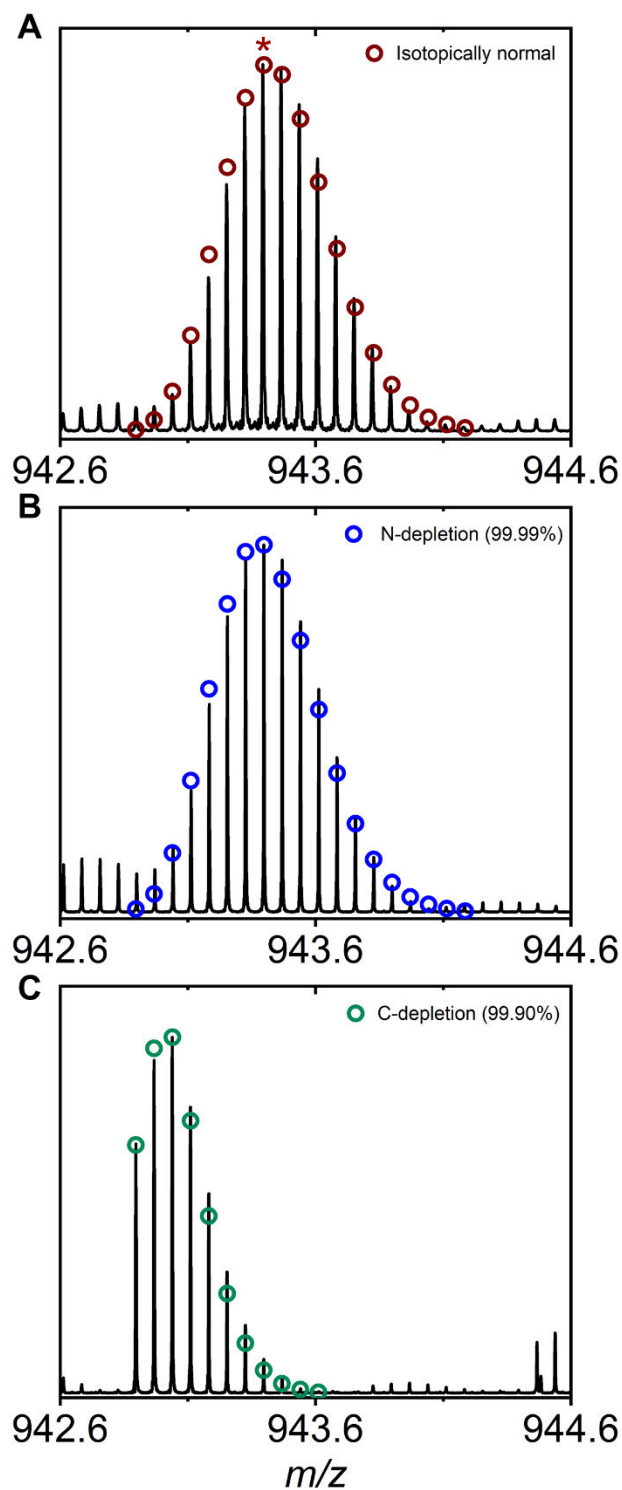 A
*
Isotopically normal
942.6 943.6 944.6
B
N-depletion (99.99%)
942.6 943.6 944.6
C
C-depletion (99.90%)
942.6 943.6 944.6
m/z